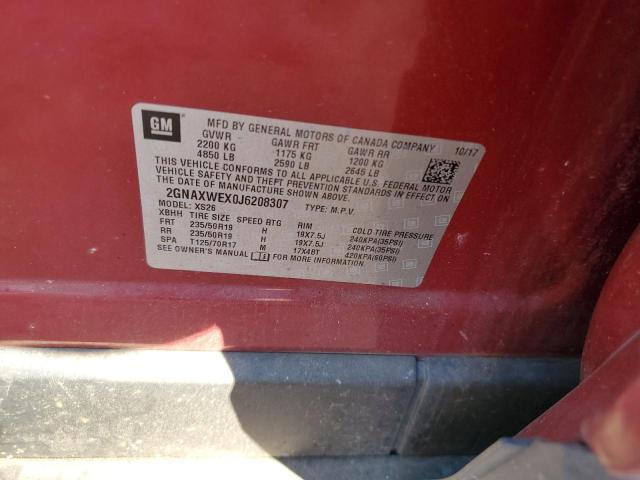 GM
MFD BY GENERAL MOTORS OF CANADA COMPANY 10/17
GVWR GAWR FRT GAWR RR
2200 KG 1175 KG 1200 KG
4850 LB 2590 LB 2646 LB
THIS VEHICLE CONFORMS TO ALL APPLICABLE U.S. FEDERAL MOTOR
VEHICLE SAFETY AND THEFT PREVENTION STANDARDS IN EFFECT ON
THE DATE OF MANUFACTURE SHOWN ABOVE.
2GNAXWEX0J6208307 TYPE: M.P.V.
MODEL: XS26
XBHH TIRE SIZE SPEED RTG RIM COLD TIRE PRESSURE
FRT 235/50R19 H 19X7.5J 240KPA(35PSI)
RR 235/50R19 H 19X7.5J 240KPA(35PSI)
SPA T125/70R17 M 17X4BT 420KPA(60PSI)
SEE OWNER'S MANUAL FOR MORE INFORMATION.